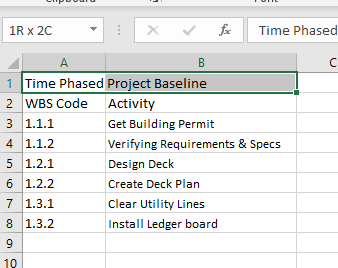 1R x 2C fx Time Phased
A B C
1 Time Phased Project Baseline
2 WBS Code Activity
3 1.1.1 Get Building Permit
4 1.1.2 Verifying Requirements & Specs
5 1.2.1 Design Deck
6 1.2.2 Create Deck Plan
7 1.3.1 Clear Utility Lines
8 1.3.2 Install Ledger board
9
10